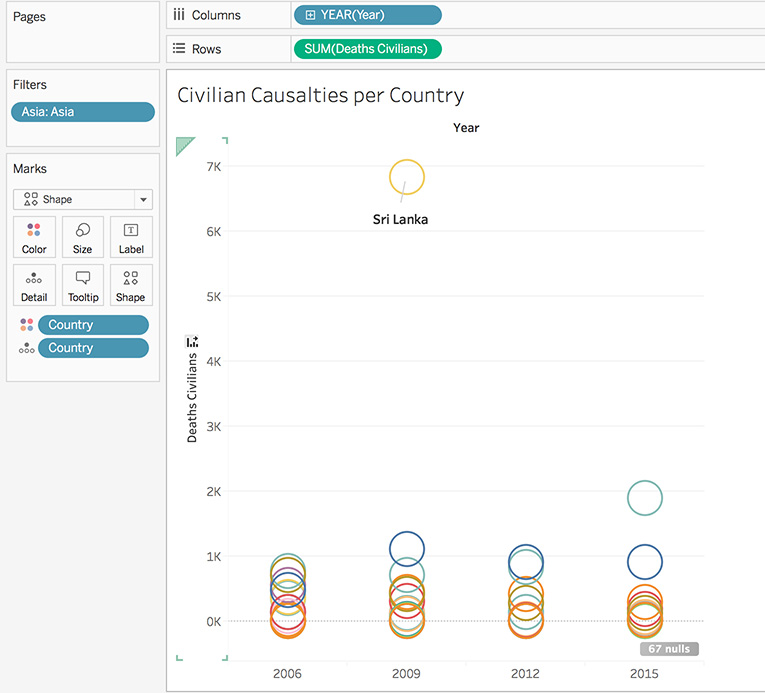 Pages
Columns
YEAR(Year)
Rows
SUM(Deaths Civilians)
Filters
Asia: Asia
Marks
Shape
Color
Size
Label
Detail
Tooltip
Shape
Country
Country
Civilian Causalties per Country
Year
7K
6K
5K
4K
3K
2K
1K
0K
Deaths Civilians
Sri Lanka
67 nulls
2006
2009
2012
2015